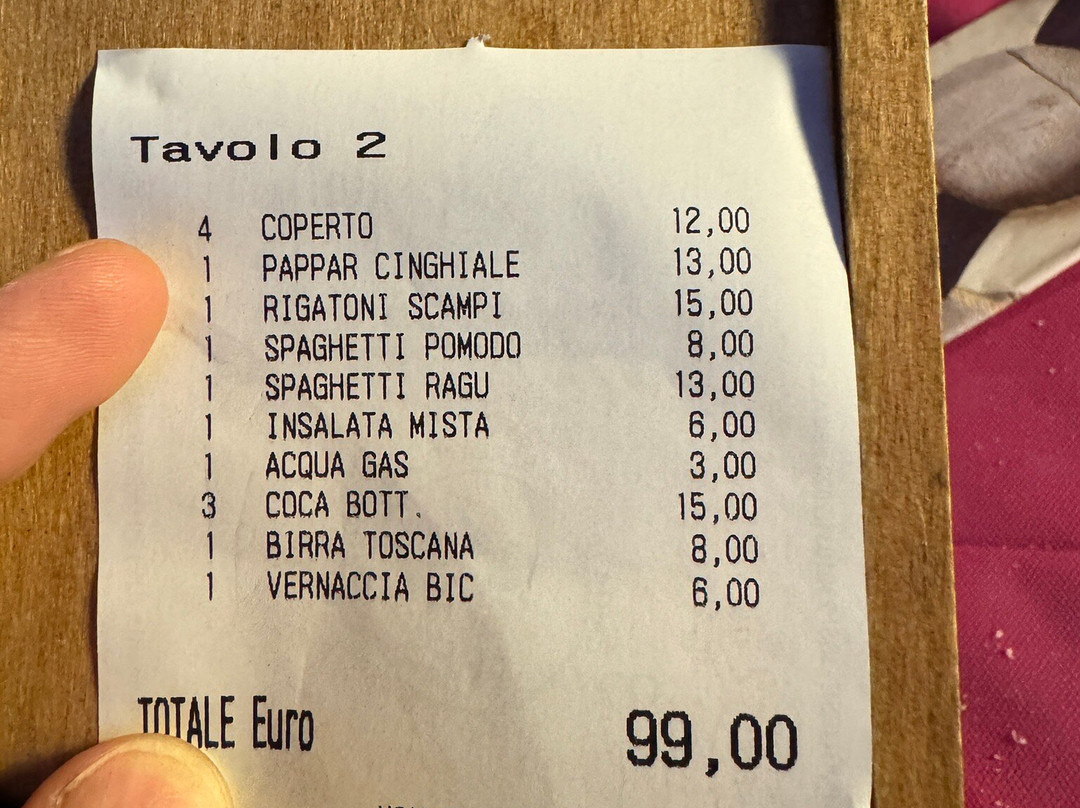 Tavolo 2
4 COPERTO 12,00
1 PAPPAR CINGHIALE 13,00
1 RIGATONI SCAMPI 15,00
1 SPAGHETTI POMODO 8,00
1 SPAGHETTI RAGU 13,00
1 INSALATA MISTA 6,00
1 ACQUA GAS 3,00
3 COCA BOTT. 15,00
1 BIRRA TOSCANA 8,00
1 VERNACCIA BIC 6,00
TOTALE Euro 99,00